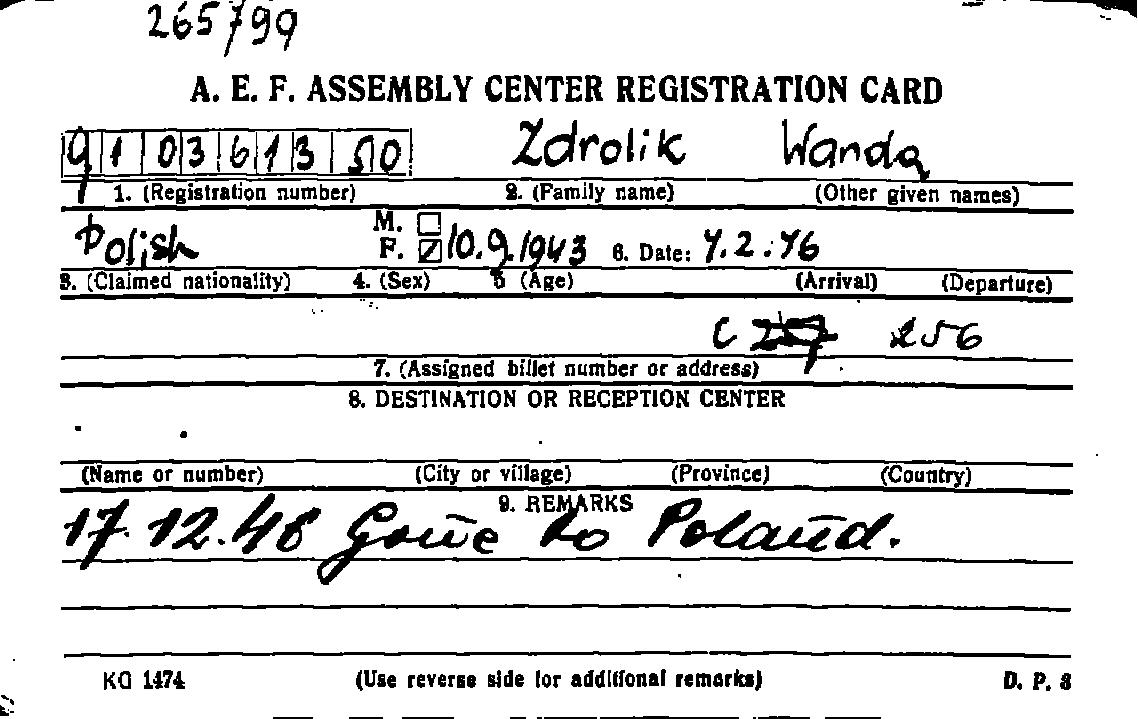 265799
A. E. F. ASSEMBLY CENTER REGISTRATION CARD
91036131 50 Zdrolik Wanda
1. (Registration number) 2. (Family name) (Other given names)
Polish M. ☐ F. ☑ 10.9.1943 6. Date: 7.2.46
3. (Claimed nationality) 4. (Sex) 5 (Age) (Arrival) (Departure)
C 256
7. (Assigned billet number or address)
8. DESTINATION OR RECEPTION CENTER
(Name or number) (City or village) (Province) (Country)
9. REMARKS
17.12.46 Gone to Poland.
KG 1474 (Use reverse side for additional remarks) D. P. 3